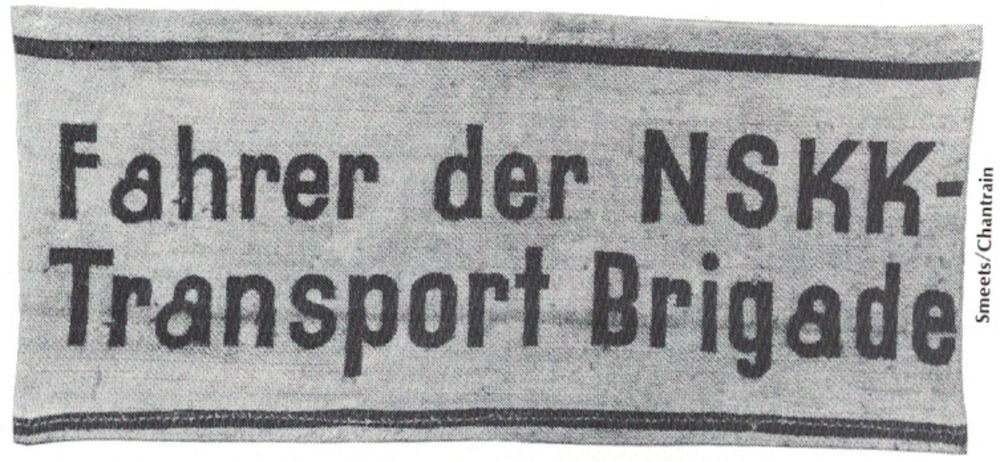 Fahrer der NSKK-
Transport Brigade
Smeets/Chantrain